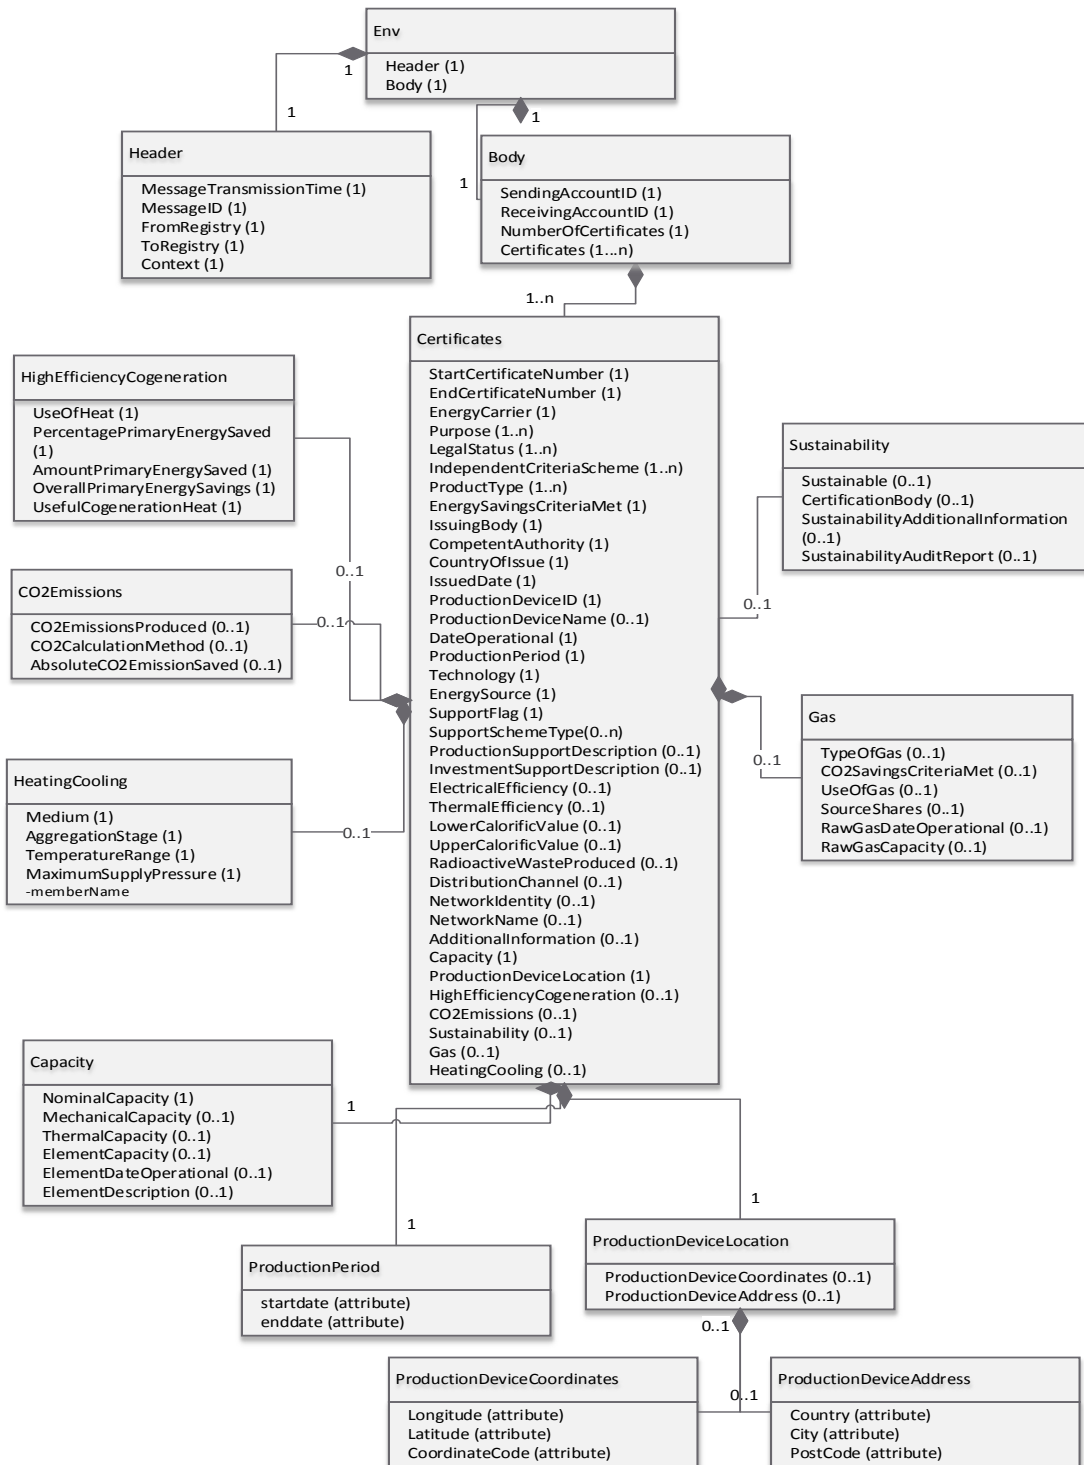 Env
Header (1)
Body (1)
1
1
1
1
Header
MessageTransmissionTime (1)
MessageID (1)
FromRegistry (1)
ToRegistry (1)
Context (1)
Body
SendingAccountID (1)
ReceivingAccountID (1)
NumberOfCertificates (1)
Certificates (1...n)
1..n
Certificates
StartCertificateNumber (1)
EndCertificateNumber (1)
EnergyCarrier (1)
Purpose (1..n)
LegalStatus (1..n)
IndependentCriteriaScheme (1..n)
ProductType (1..n)
EnergySavingsCriteriaMet (1)
IssuingBody (1)
CompetentAuthority (1)
CountryOfIssue (1)
IssuedDate (1)
ProductionDeviceID (1)
ProductionDeviceName (0..1)
DateOperational (1)
ProductionPeriod (1)
Technology (1)
EnergySource (1)
SupportFlag (1)
SupportSchemeType(0..n)
ProductionSupportDescription (0..1)
InvestmentSupportDescription (0..1)
ElectricalEfficiency (0..1)
ThermalEfficiency (0..1)
LowerCalorificValue (0..1)
UpperCalorificValue (0..1)
RadioactiveWasteProduced (0..1)
DistributionChannel (0..1)
NetworkIdentity (0..1)
NetworkName (0..1)
AdditionalInformation (0..1)
Capacity (1)
ProductionDeviceLocation (1)
HighEfficiencyCogeneration (0..1)
CO2Emissions (0..1)
Sustainability (0..1)
Gas (0..1)
HeatingCooling (0..1)
HighEfficiencyCogeneration
UseOfHeat (1)
PercentagePrimaryEnergySaved
(1)
AmountPrimaryEnergySaved (1)
OverallPrimaryEnergySavings (1)
UsefulCogenerationHeat (1)
0..1
CO2Emissions
CO2EmissionsProduced (0..1)
CO2CalculationMethod (0..1)
AbsoluteCO2EmissionSaved (0..1)
0..1
HeatingCooling
Medium (1)
AggregationStage (1)
TemperatureRange (1)
MaximumSupplyPressure (1)
-memberName
0..1
Sustainability
Sustainable (0..1)
CertificationBody (0..1)
SustainabilityAdditionalInformation
(0..1)
SustainabilityAuditReport (0..1)
0..1
Gas
TypeOfGas (0..1)
CO2SavingsCriteriaMet (0..1)
UseOfGas (0..1)
SourceShares (0..1)
RawGasDateOperational (0..1)
RawGasCapacity (0..1)
0..1
Capacity
NominalCapacity (1)
MechanicalCapacity (0..1)
ThermalCapacity (0..1)
ElementCapacity (0..1)
ElementDateOperational (0..1)
ElementDescription (0..1)
1
1
ProductionPeriod
startdate (attribute)
enddate (attribute)
1
ProductionDeviceLocation
ProductionDeviceCoordinates (0..1)
ProductionDeviceAddress (0..1)
0..1
0..1
ProductionDeviceCoordinates
Longitude (attribute)
Latitude (attribute)
CoordinateCode (attribute)
ProductionDeviceAddress
Country (attribute)
City (attribute)
PostCode (attribute)